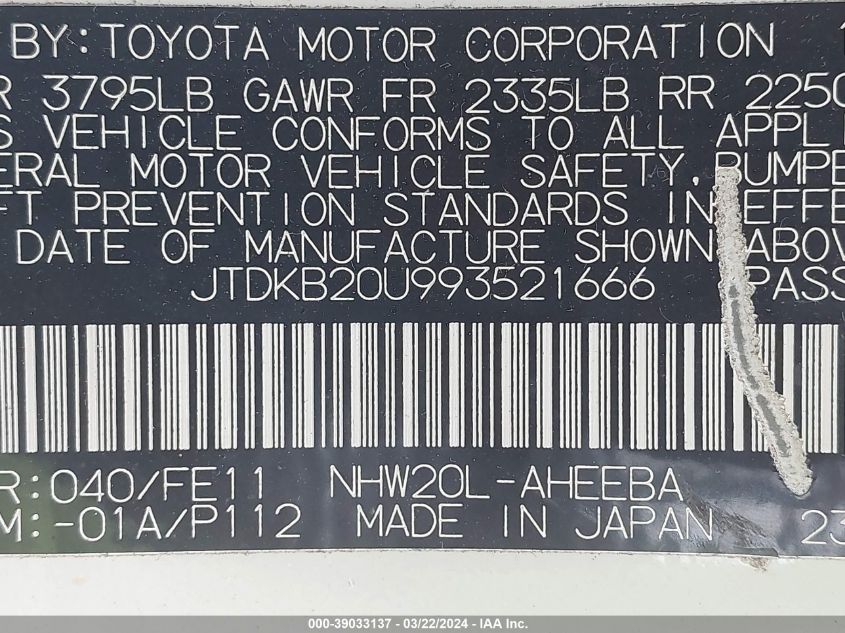 BY: TOYOTA MOTOR CORPORATION
R 3795LB GAWR FR 2335LB RR 2250
S VEHICLE CONFORMS TO ALL APPLI
ERAL MOTOR VEHICLE SAFETY, BUMPE
FT PREVENTION STANDARDS IN EFFE
DATE OF MANUFACTURE SHOWN ABOV
JTDKB20U993521666 PASS
R:040/FE11 NHW20L-AHEEBA
M:-01A/P112 MADE IN JAPAN 23
000-39033137 - 03/22/2024 - IAA Inc.